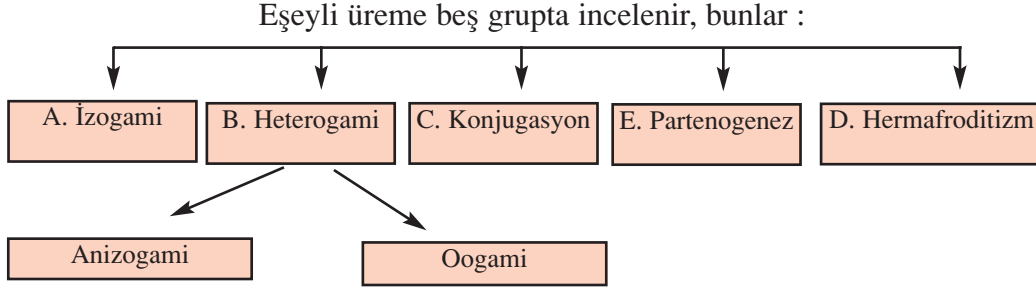 Eşeyli üreme beş grupta incelenir, bunlar :
A. İzogami
B. Heterogami
C. Konjugasyon
E. Partenogenez
D. Hermafroditizm
Anizogami
Oogami